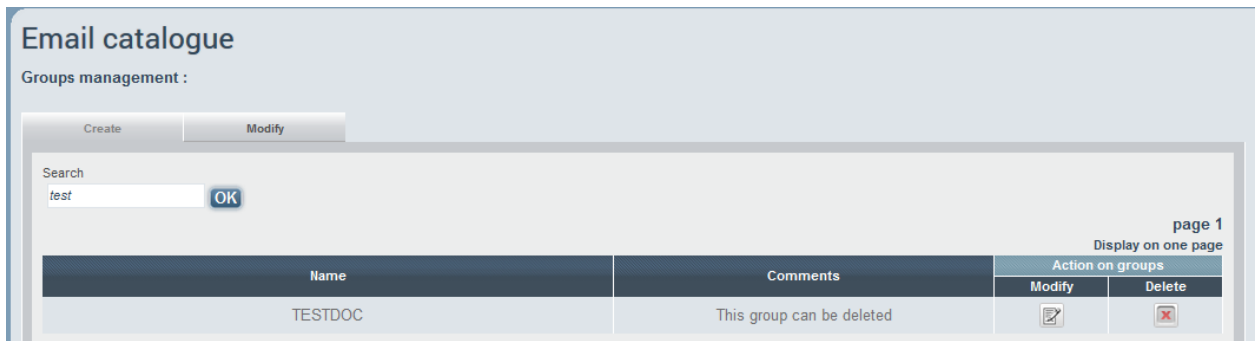 Email catalogue
Groups management :
Create Modify
Search
test OK
page 1
Display on one page
Name Comments Action on groups
Modify Delete
TESTDOC This group can be deleted